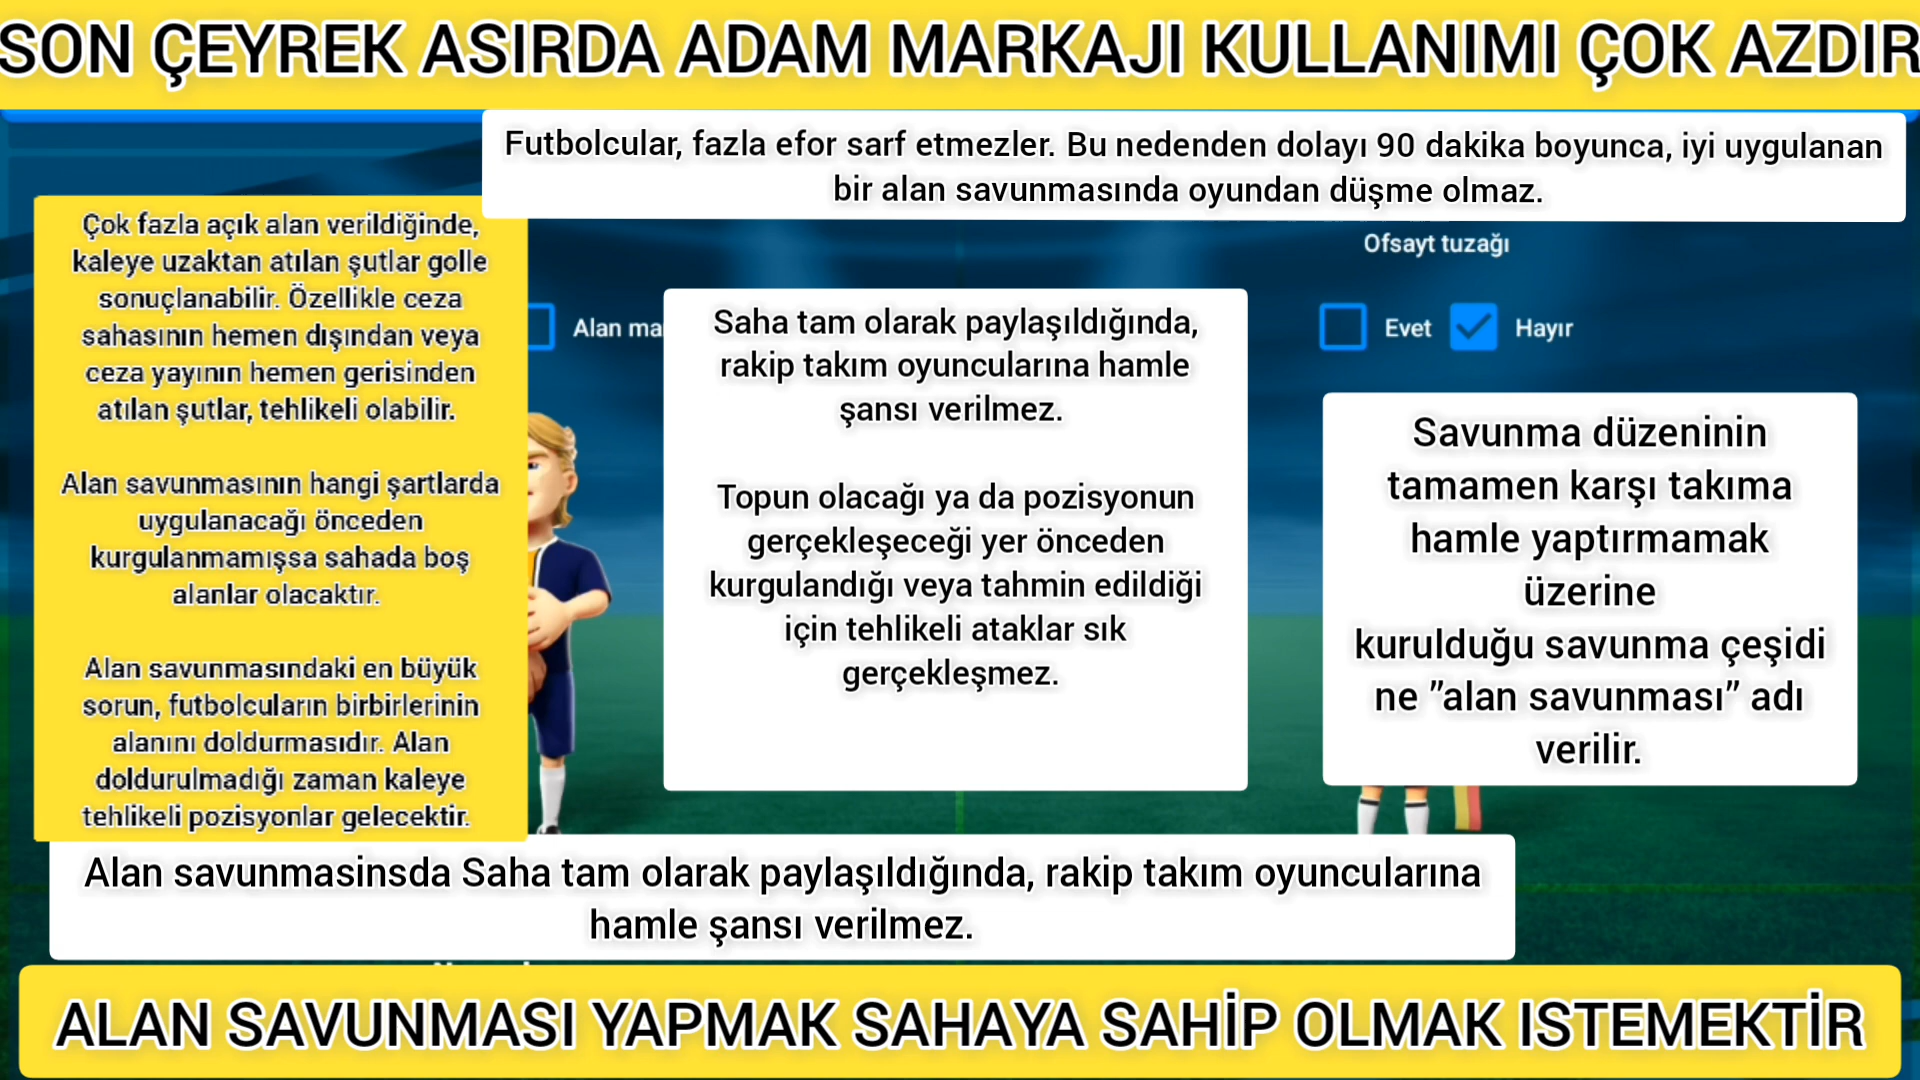 SON ÇEYREK ASIRDA ADAM MARKAJI KULLANIMI ÇOK AZDIR
Futbolcular, fazla efor sarf etmezler. Bu nedenden dolayı 90 dakika boyunca, iyi uygulanan
bir alan savunmasında oyundan düşme olmaz.
Çok fazla açık alan verildiğinde,
kaleye uzaktan atılan şutlar golle
sonuçlanabilir. Özellikle ceza
sahasının hemen dışından veya
ceza yayının hemen gerisinden
atılan şutlar, tehlikeli olabilir.
Alan savunmasının hangi şartlarda
uygulanacağı önceden
kurgulanmamışsa sahada boş
alanlar olacaktır.
Alan savunmasındaki en büyük
sorun, futbolcuların birbirlerinin
alanını doldurmasıdır. Alan
doldurulmadığı zaman kaleye
tehlikeli pozisyonlar gelecektir.
Alan ma
Saha tam olarak paylaşıldığında,
rakip takım oyuncularına hamle
şansı verilmez.
Topun olacağı ya da pozisyonun
gerçekleşeceği yer önceden
kurgulandığı veya tahmin edildiği
için tehlikeli ataklar sık
gerçekleşmez.
Ofsayt tuzağı
Evet Hayır
Savunma düzeninin
tamamen karşı takıma
hamle yaptırmamak
üzerine
kurulduğu savunma çeşidi
ne ”alan savunması” adı
verilir.
Alan savunmasinsda Saha tam olarak paylaşıldığında, rakip takım oyuncularına
hamle şansı verilmez.
ALAN SAVUNMASI YAPMAK SAHAYA SAHİP OLMAK ISTEMEKTİR